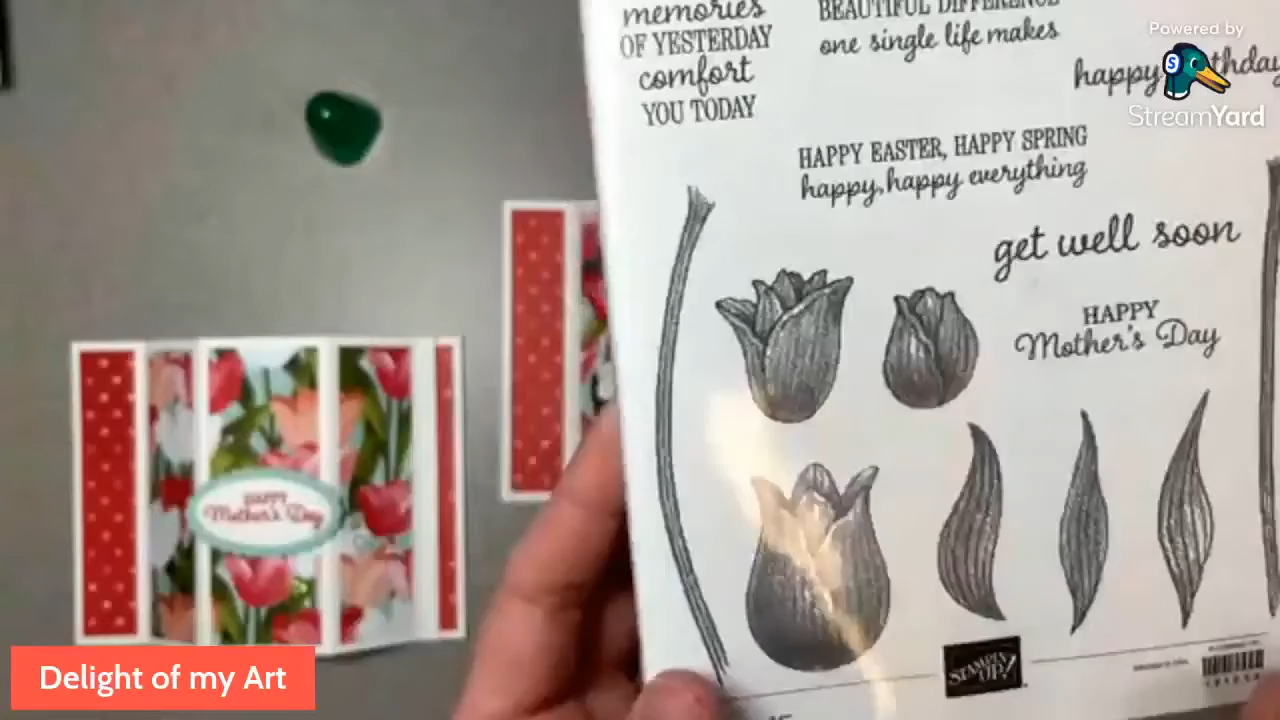 memories
OF YESTERDAY
comfort
YOU TODAY
BEAUTIFUL DIFFERENCE
one single life makes
happy
Powered by
S
StreamYard
HAPPY EASTER, HAPPY SPRING
happy, happy everything
get well soon
HAPPY
Mother's Day
HAPPY
Mother's Day
STAMPIN' UP!
Delight of my Art